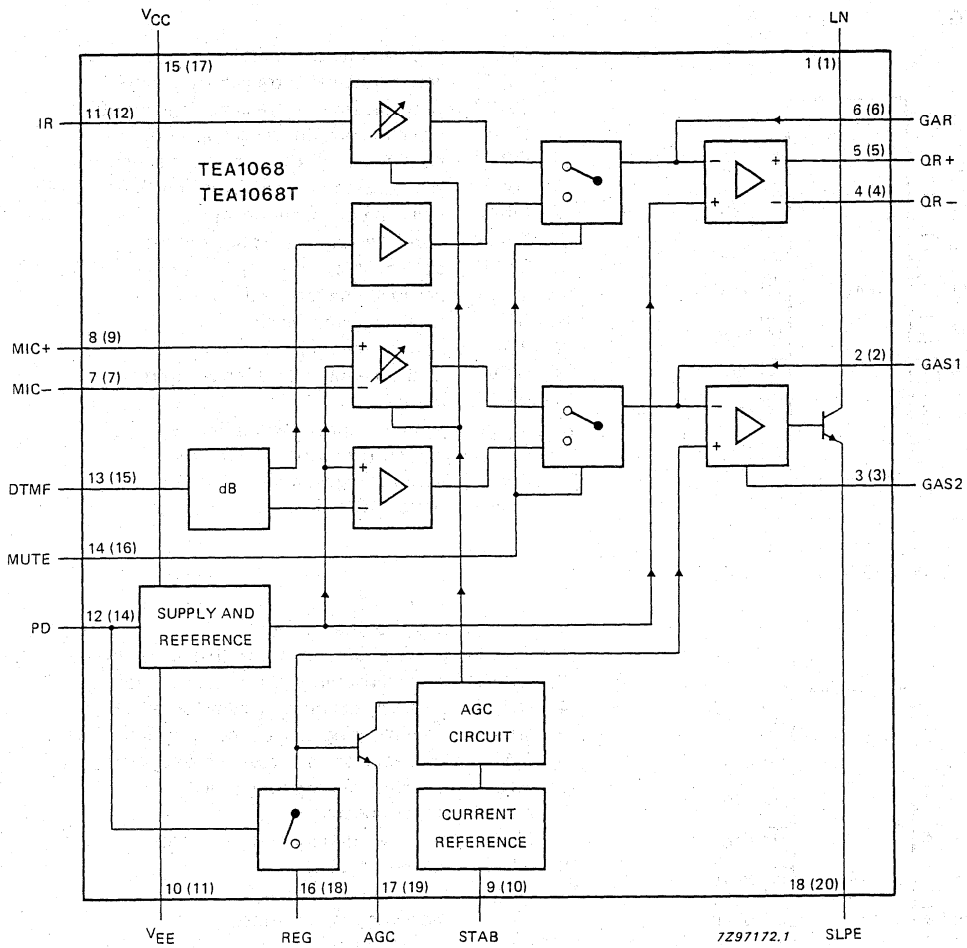 VCC
LN
15 (17)
1 (1)
11 (12)
IR
6 (6)
GAR
TEA1068
TEA1068T
5 (5)
QR+
4 (4)
QR−
-
+
+
−
8 (9)
MIC+
+
7 (7)
MIC−
−
2 (2)
GAS1
−
+
3 (3)
GAS2
13 (15)
DTMF
dB
+
−
14 (16)
MUTE
12 (14)
PD
SUPPLY AND
REFERENCE
AGC
CIRCUIT
CURRENT
REFERENCE
10 (11)
16 (18)
17 (19)
9 (10)
18 (20)
VEE
REG
AGC
STAB
7Z97172.1
SLPE